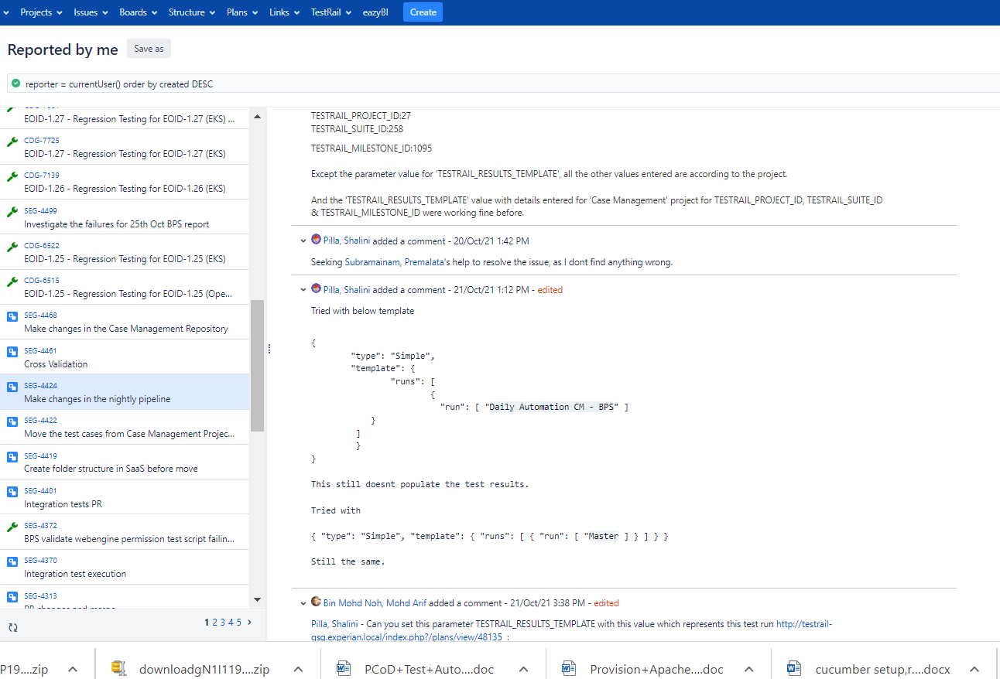 Projects Issues Boards Structure Plans Links TestRail eazyBI Create
Reported by me Save as
reporter = currentUser() order by created DESC
EOID-1.27 - Regression Testing for EOID-1.27 (EKS) ...
CDG-7725
EOID-1.27 - Regression Testing for EOID-1.27 (EKS)
CDG-7139
EOID-1.26 - Regression Testing for EOID-1.26 (EKS)
SEG-4499
Investigate the failures for 25th Oct BPS report
CDG-6522
EOID-1.25 - Regression Testing for EOID-1.25 (EKS)
CDG-6515
EOID-1.25 - Regression Testing for EOID-1.25 (Ope...
SEG-4468
Make changes in the Case Management Repository
SEG-4461
Cross Validation
SEG-4424
Make changes in the nightly pipeline
SEG-4422
Move the test cases from Case Management Projec...
SEG-4419
Create folder structure in SaaS before move
SEG-4401
Integration tests PR
SEG-4372
BPS validate webengine permission test script failin...
SEG-4370
Integration test execution
SEG-4313
PR changes and merge
1 2 3 4 5
TESTRAIL_PROJECT_ID:27
TESTRAIL_SUITE_ID:258
TESTRAIL_MILESTONE_ID:1095
Except the parameter value for 'TESTRAIL_RESULTS_TEMPLATE', all the other values entered are according to the project.
And the 'TESTRAIL_RESULTS_TEMPLATE' value with details entered for 'Case Management' project for TESTRAIL_PROJECT_ID, TESTRAIL_SUITE_ID
& TESTRAIL_MILESTONE_ID were working fine before.
Pilla, Shalini added a comment - 20/Oct/21 1:42 PM
Seeking Subramainam, Premalata's help to resolve the issue, as I dont find anything wrong.
Pilla, Shalini added a comment - 21/Oct/21 1:12 PM - edited
Tried with below template
{
"type": "Simple",
"template": {
"runs": [
{
"run": [ "Daily Automation CM - BPS" ]
}
]
}
}
This still doesnt populate the test results.
Tried with
{ "type": "Simple", "template": { "runs": [ { "run": [ "Master ] } ] } }
Still the same.
Bin Mohd Noh, Mohd Arif added a comment - 21/Oct/21 3:38 PM - edited
Pilla, Shalini - Can you set this parameter TESTRAIL_RESULTS_TEMPLATE with this value which represents this test run http://testrail-
gsg.experian.local/index.php?/plans/view/48135 :
P19....zip downloadgN1I119....zip PCoD+Test+Auto....doc Provision+Apache....doc cucumber setup,r....docx